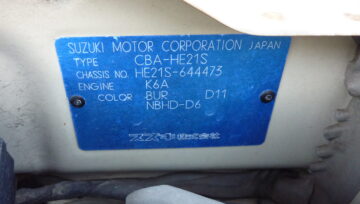 SUZUKI MOTOR CORPORATION JAPAN
TYPE CBA-HE21S
CHASSIS NO. HE21S-644473
ENGINE K6A
COLOR BUR D11
NBHD-D6
スズキ株式会社